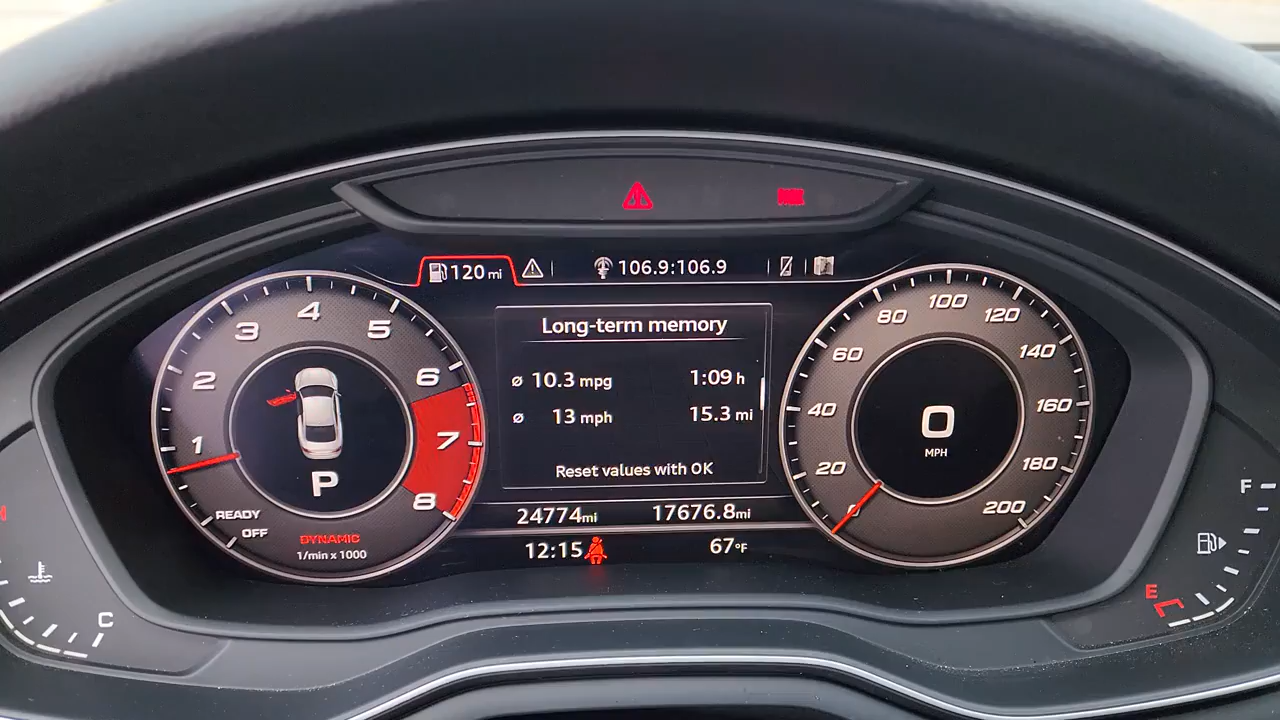 120 mi
106.9:106.9
Long-term memory
ø 10.3 mpg 1:09 h
ø 13 mph 15.3 mi
Reset values with OK
24774mi 17676.8mi
12:15 67°F
1
2
3
4
5
6
7
8
P
READY
OFF
DYNAMIC
1/min x 1000
0
20
40
60
80
100
120
140
160
180
200
0
MPH
H
C
F
E